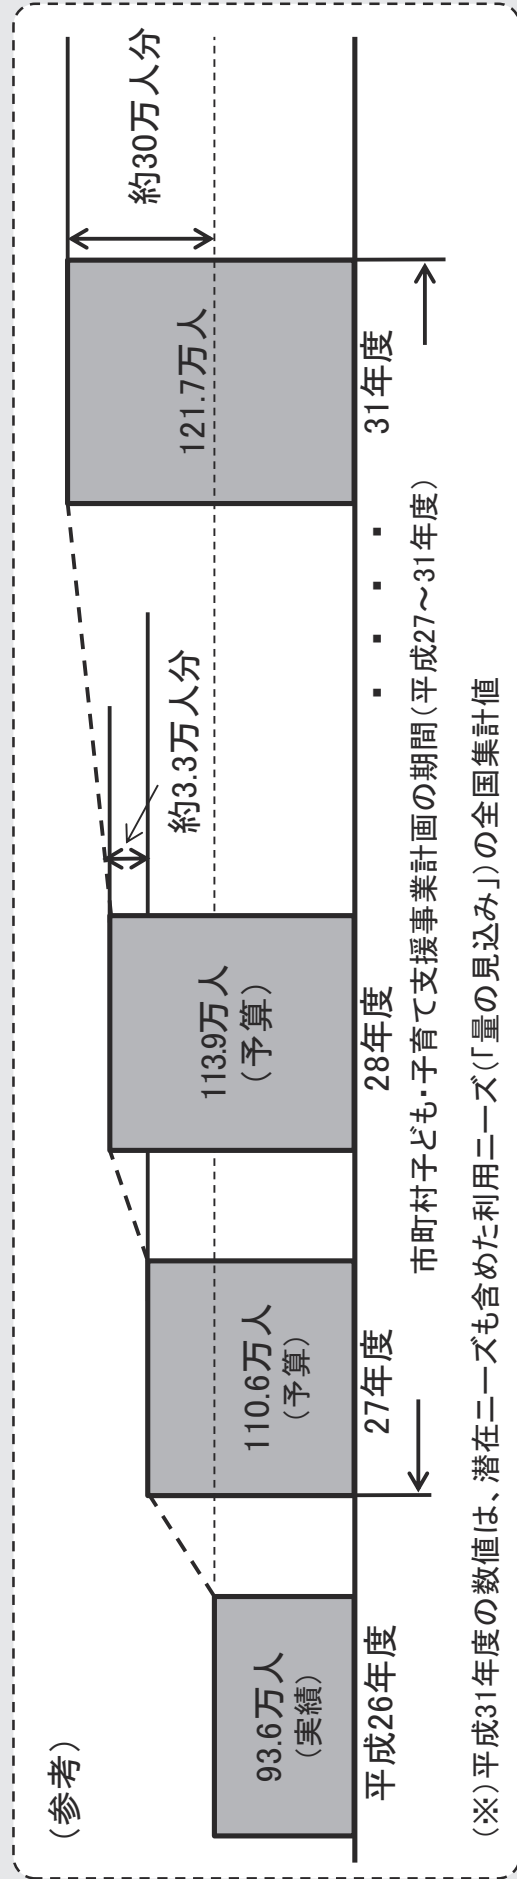 (参考)
約30万人分
121.7万人
約3.3万人分
113.9万人
(予算)
110.6万人
(予算)
93.6万人
(実績)
平成26年度
27年度
28年度
・・・・
31年度
市町村子ども・子育て支援事業計画の期間(平成27～31年度)
(※)平成31年度の数値は、潜在ニーズも含めた利用ニーズ(「量の見込み」)の全国集計値